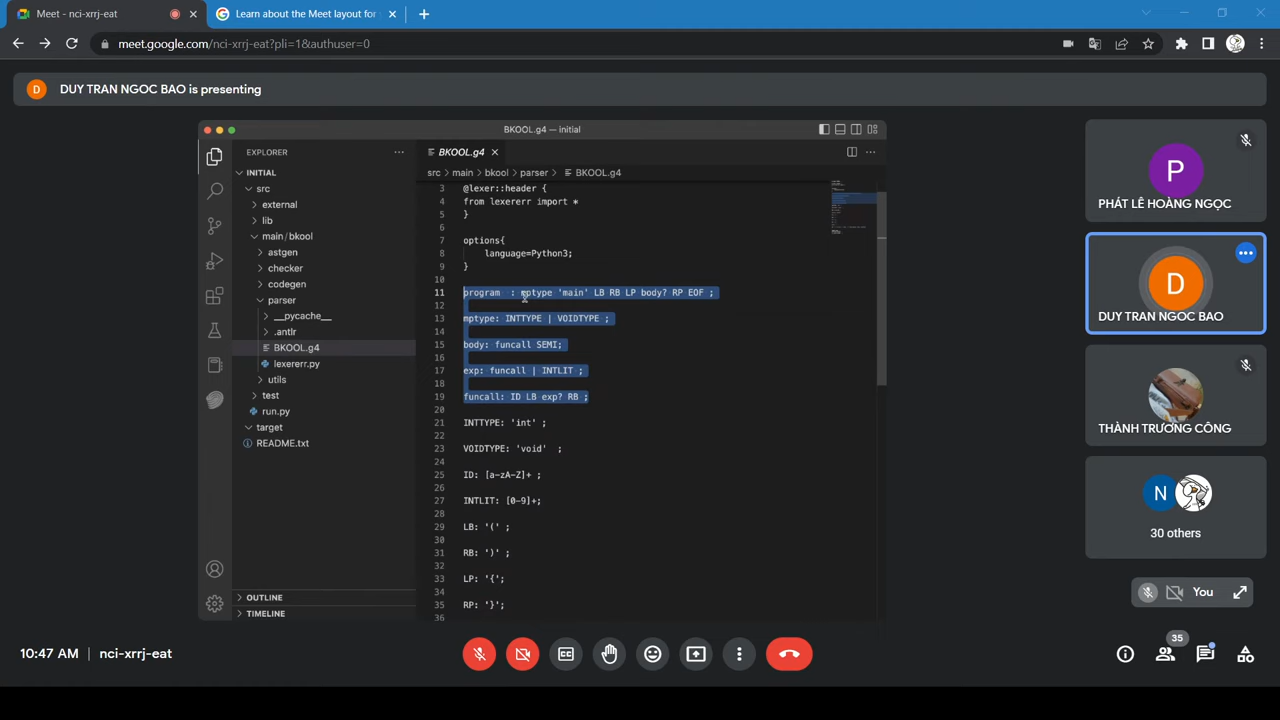 Meet - nci-xrrj-eat
Learn about the Meet layout for
meet.google.com/nci-xrrj-eat?pli=1&authuser=0
D
DUY TRAN NGOC BAO is presenting
BKOOL.g4 — initial
EXPLORER
INITIAL
src
external
lib
main/bkool
astgen
checker
codegen
parser
__pycache__
.antlr
BKOOL.g4
lexererr.py
utils
test
run.py
target
README.txt
OUTLINE
TIMELINE
BKOOL.g4
src > main > bkool > parser > BKOOL.g4
3 @lexer::header {
4 from lexererr import *
5 }
6
7 options{
8 language=Python3;
9 }
10
11 program : mptype 'main' LB RB LP body? RP EOF ;
12
13 mptype: INTTYPE | VOIDTYPE ;
14
15 body: funcall SEMI;
16
17 exp: funcall | INTLIT ;
18
19 funcall: ID LB exp? RB ;
20
21 INTTYPE: 'int' ;
22
23 VOIDTYPE: 'void' ;
24
25 ID: [a-zA-Z]+ ;
26
27 INTLIT: [0-9]+;
28
29 LB: '(' ;
30
31 RB: ')' ;
32
33 LP: '{';
34
35 RP: '}';
36
P
PHÁT LÊ HOÀNG NGỌC
D
DUY TRAN NGOC BAO
THÀNH TRƯƠNG CÔNG
N
30 others
You
10:47 AM
nci-xrrj-eat
35